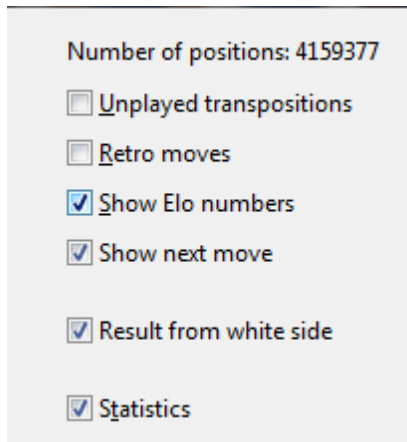 Number of positions: 4159377
Unplayed transpositions
Retro moves
Show Elo numbers
Show next move
Result from white side
Statistics